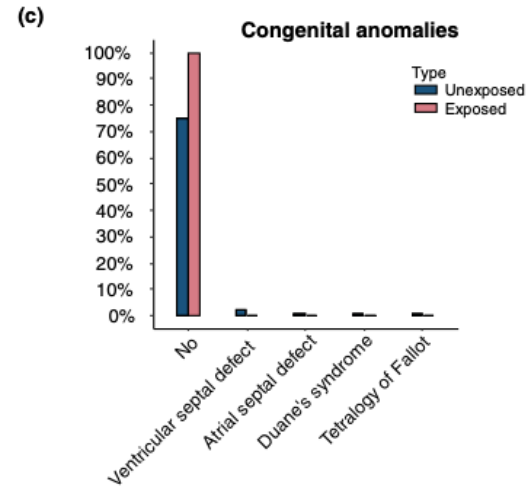 (c)
Congenital anomalies
Type
Unexposed
Exposed
100%
90%
80%
70%
60%
50%
40%
30%
20%
10%
0%
No
Ventricular septal defect
Atrial septal defect
Duane's syndrome
Tetralogy of Fallot